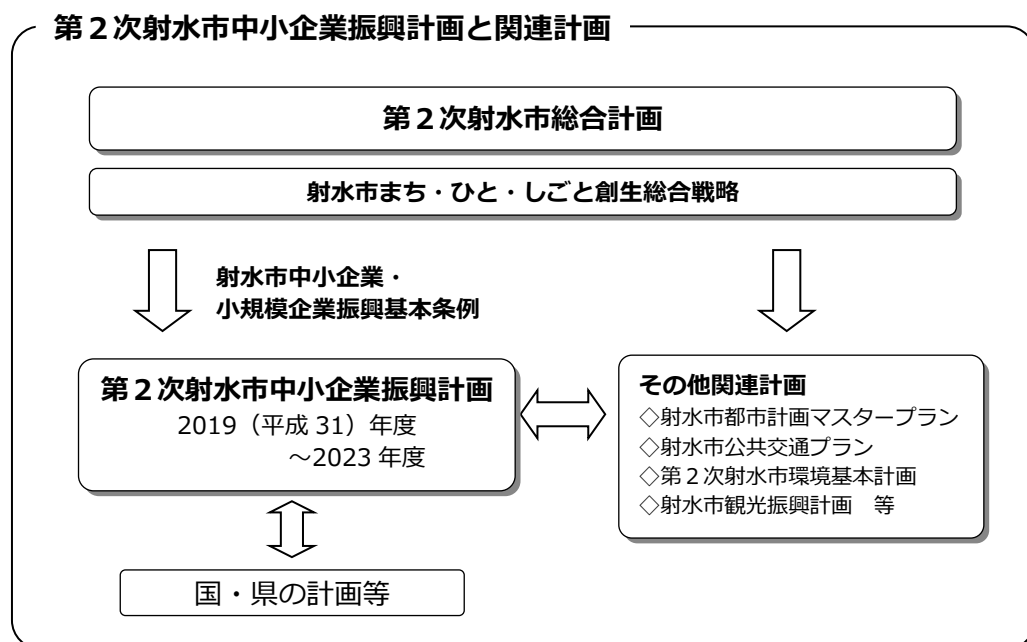 第２次射水市中小企業振興計画と関連計画
第２次射水市総合計画
射水市まち・ひと・しごと創生総合戦略
射水市中小企業・
小規模企業振興基本条例
第２次射水市中小企業振興計画
2019（平成 31）年度
～2023 年度
その他関連計画
◇射水市都市計画マスタープラン
◇射水市公共交通プラン
◇第２次射水市環境基本計画
◇射水市観光振興計画　等
国・県の計画等